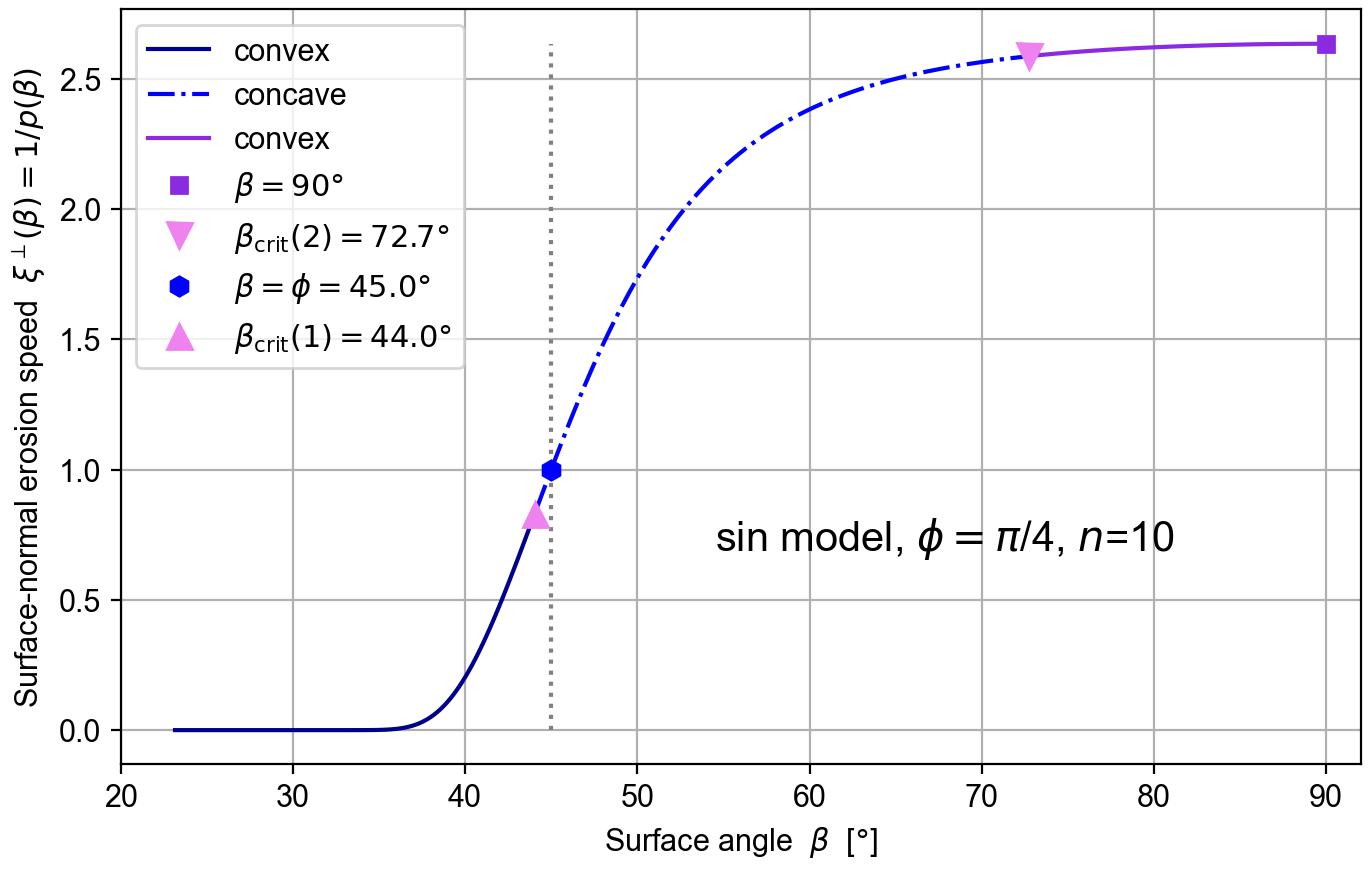 convex
concave
convex
β = 90°
β_crit(2) = 72.7°
β = ϕ = 45.0°
β_crit(1) = 44.0°
sin model, ϕ = π/4, n=10
Surface-normal erosion speed ξ^⊥(β) = 1/p(β)
2.5
2.0
1.5
1.0
0.5
0.0
20 30 40 50 60 70 80 90
Surface angle β [°]